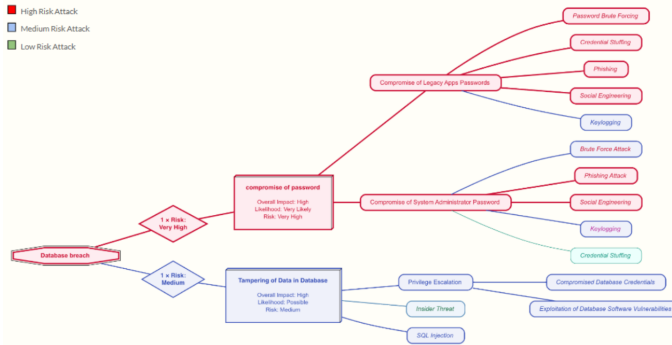 High Risk Attack
Medium Risk Attack
Low Risk Attack
Password Brute Forcing
Credential Stuffing
Phishing
Compromise of Legacy Apps Passwords
Social Engineering
Keylogging
Brute Force Attack
compromise of password
Overall Impact: High
Likelihood: Very Likely
Risk: Very High
Phishing Attack
Compromise of System Administrator Password
Social Engineering
1 × Risk:
Very High
Keylogging
Credential Stuffing
Database breach
1 × Risk:
Medium
Tampering of Data in Database
Overall Impact: High
Likelihood: Possible
Risk: Medium
Privilege Escalation
Compromised Database Credentials
Insider Threat
Exploitation of Database Software Vulnerabilities
SQL Injection